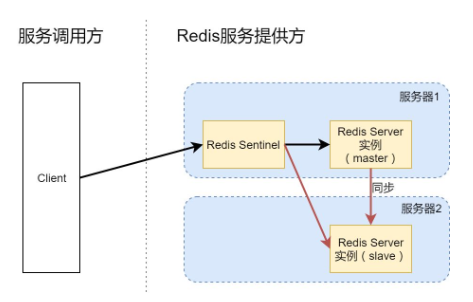 服务调用方
Redis服务提供方
服务器1
Redis Sentinel
Redis Server
实例
（master）
Client
同步
服务器2
Redis Server
实例（slave）